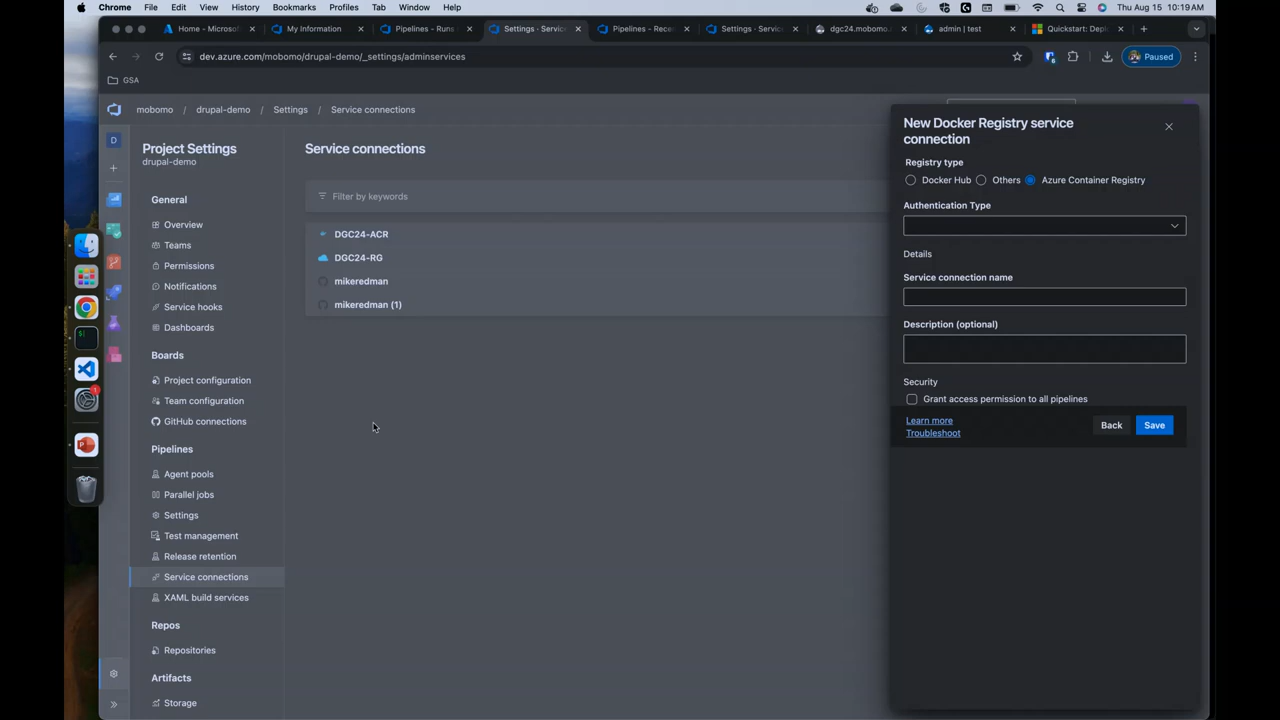 Chrome File Edit View History Bookmarks Profiles Tab Window Help
Thu Aug 15 10:19 AM
Home - Microsof
My Information
Pipelines - Runs
Settings · Servic
Pipelines - Rece
Settings · Servic
dgc24.mobomo.
admin | test
Quickstart: Depl
dev.azure.com/mobomo/drupal-demo/_settings/adminservices
Paused
GSA
mobomo / drupal-demo / Settings / Service connections
D
Project Settings
drupal-demo
General
Overview
Teams
Permissions
Notifications
Service hooks
Dashboards
Boards
Project configuration
Team configuration
GitHub connections
Pipelines
Agent pools
Parallel jobs
Settings
Test management
Release retention
Service connections
XAML build services
Repos
Repositories
Artifacts
Storage
1
Service connections
Filter by keywords
DGC24-ACR
DGC24-RG
mikeredman
mikeredman (1)
New Docker Registry service
connection
Registry type
Docker Hub Others Azure Container Registry
Authentication Type
Details
Service connection name
Description (optional)
Security
Grant access permission to all pipelines
Learn more
Troubleshoot
Back
Save